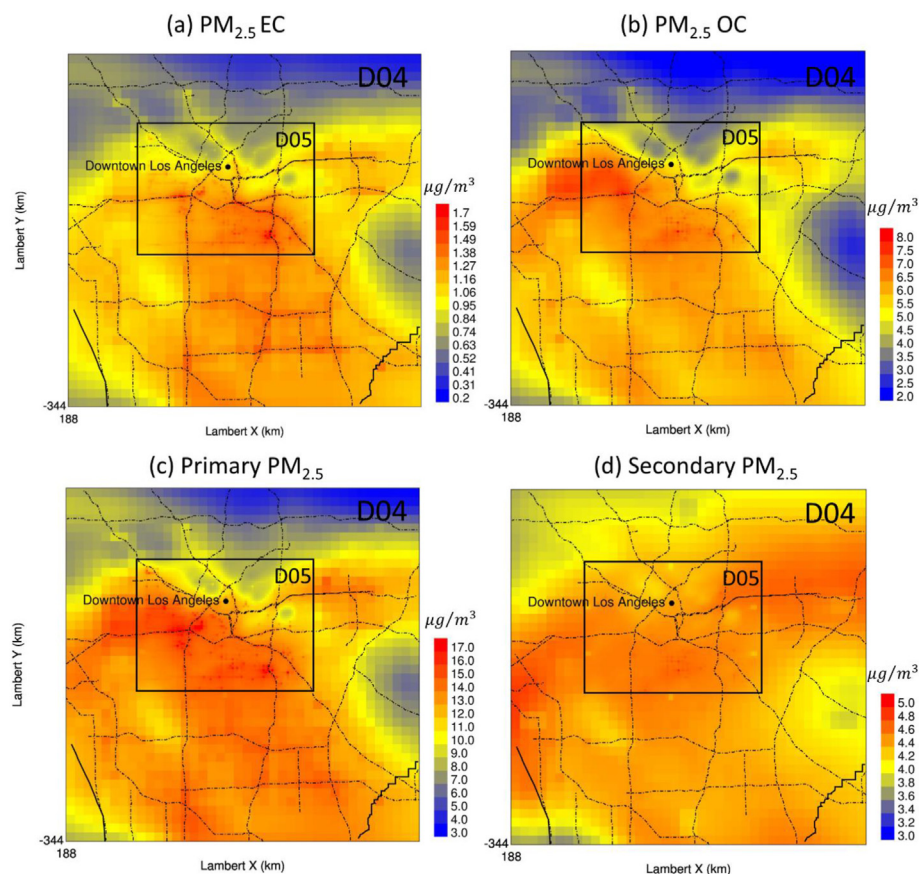 (a) PM2.5 EC
D04
D05
Downtown Los Angeles
μg/m³
1.7
1.59
1.48
1.38
1.27
1.16
1.06
0.95
0.84
0.74
0.63
0.52
0.41
0.31
0.2
Lambert Y (km)
-344
188
Lambert X (km)
(b) PM2.5 OC
D04
D05
Downtown Los Angeles
μg/m³
8.0
7.5
7.0
6.5
6.0
5.5
5.0
4.5
4.0
3.5
3.0
2.5
2.0
-344
188
Lambert X (km)
(c) Primary PM2.5
D04
D05
Downtown Los Angeles
μg/m³
17.0
16.0
15.0
14.0
13.0
12.0
11.0
10.0
9.0
8.0
7.0
6.0
5.0
4.0
3.0
Lambert Y (km)
-344
188
Lambert X (km)
(d) Secondary PM2.5
D04
D05
Downtown Los Angeles
μg/m³
5.0
4.8
4.6
4.4
4.2
4.0
3.8
3.6
3.4
3.2
3.0
-344
188
Lambert X (km)